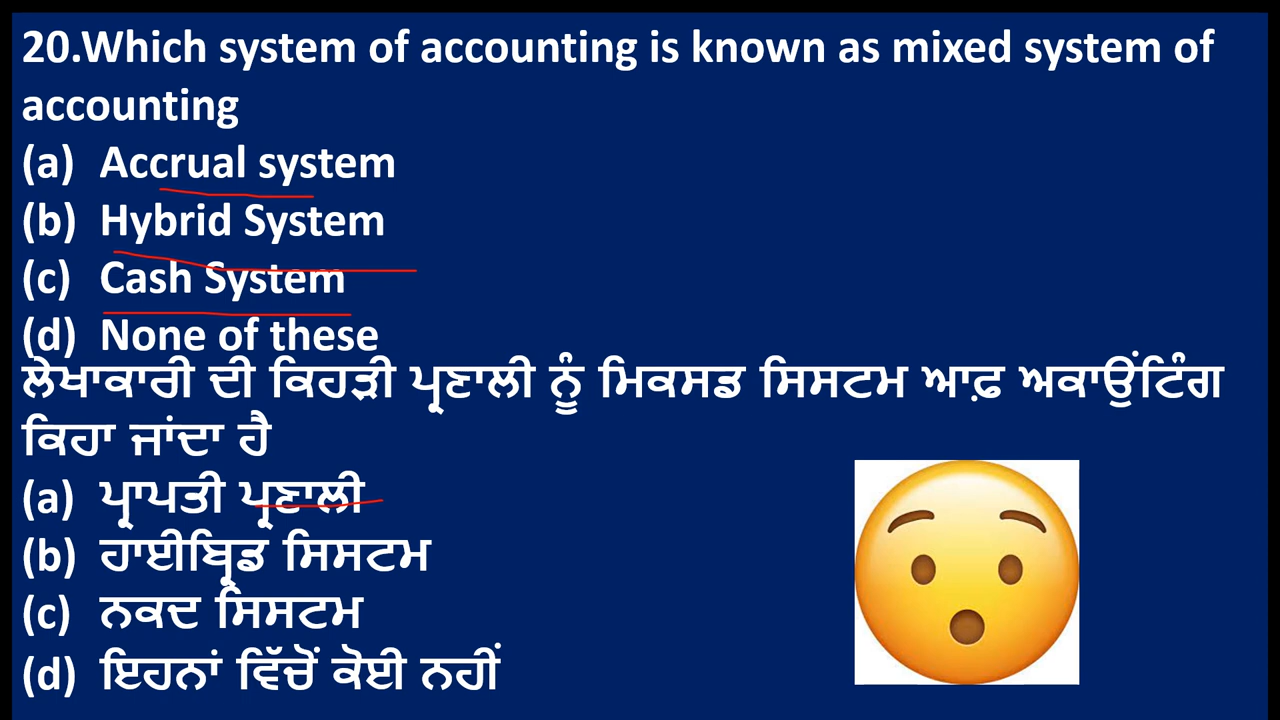 20.Which system of accounting is known as mixed system of
accounting
(a) Accrual system
(b) Hybrid System
(c) Cash System
(d) None of these
ਲੇਖਾਕਾਰੀ ਦੀ ਕਿਹੜੀ ਪ੍ਰਣਾਲੀ ਨੂੰ ਮਿਕਸਡ ਸਿਸਟਮ ਆਫ਼ ਅਕਾਉਂਟਿੰਗ
ਕਿਹਾ ਜਾਂਦਾ ਹੈ
(a) ਪ੍ਰਾਪਤੀ ਪ੍ਰਣਾਲੀ
(b) ਹਾਈਬ੍ਰਿਡ ਸਿਸਟਮ
(c) ਨਕਦ ਸਿਸਟਮ
(d) ਇਹਨਾਂ ਵਿੱਚੋਂ ਕੋਈ ਨਹੀਂ